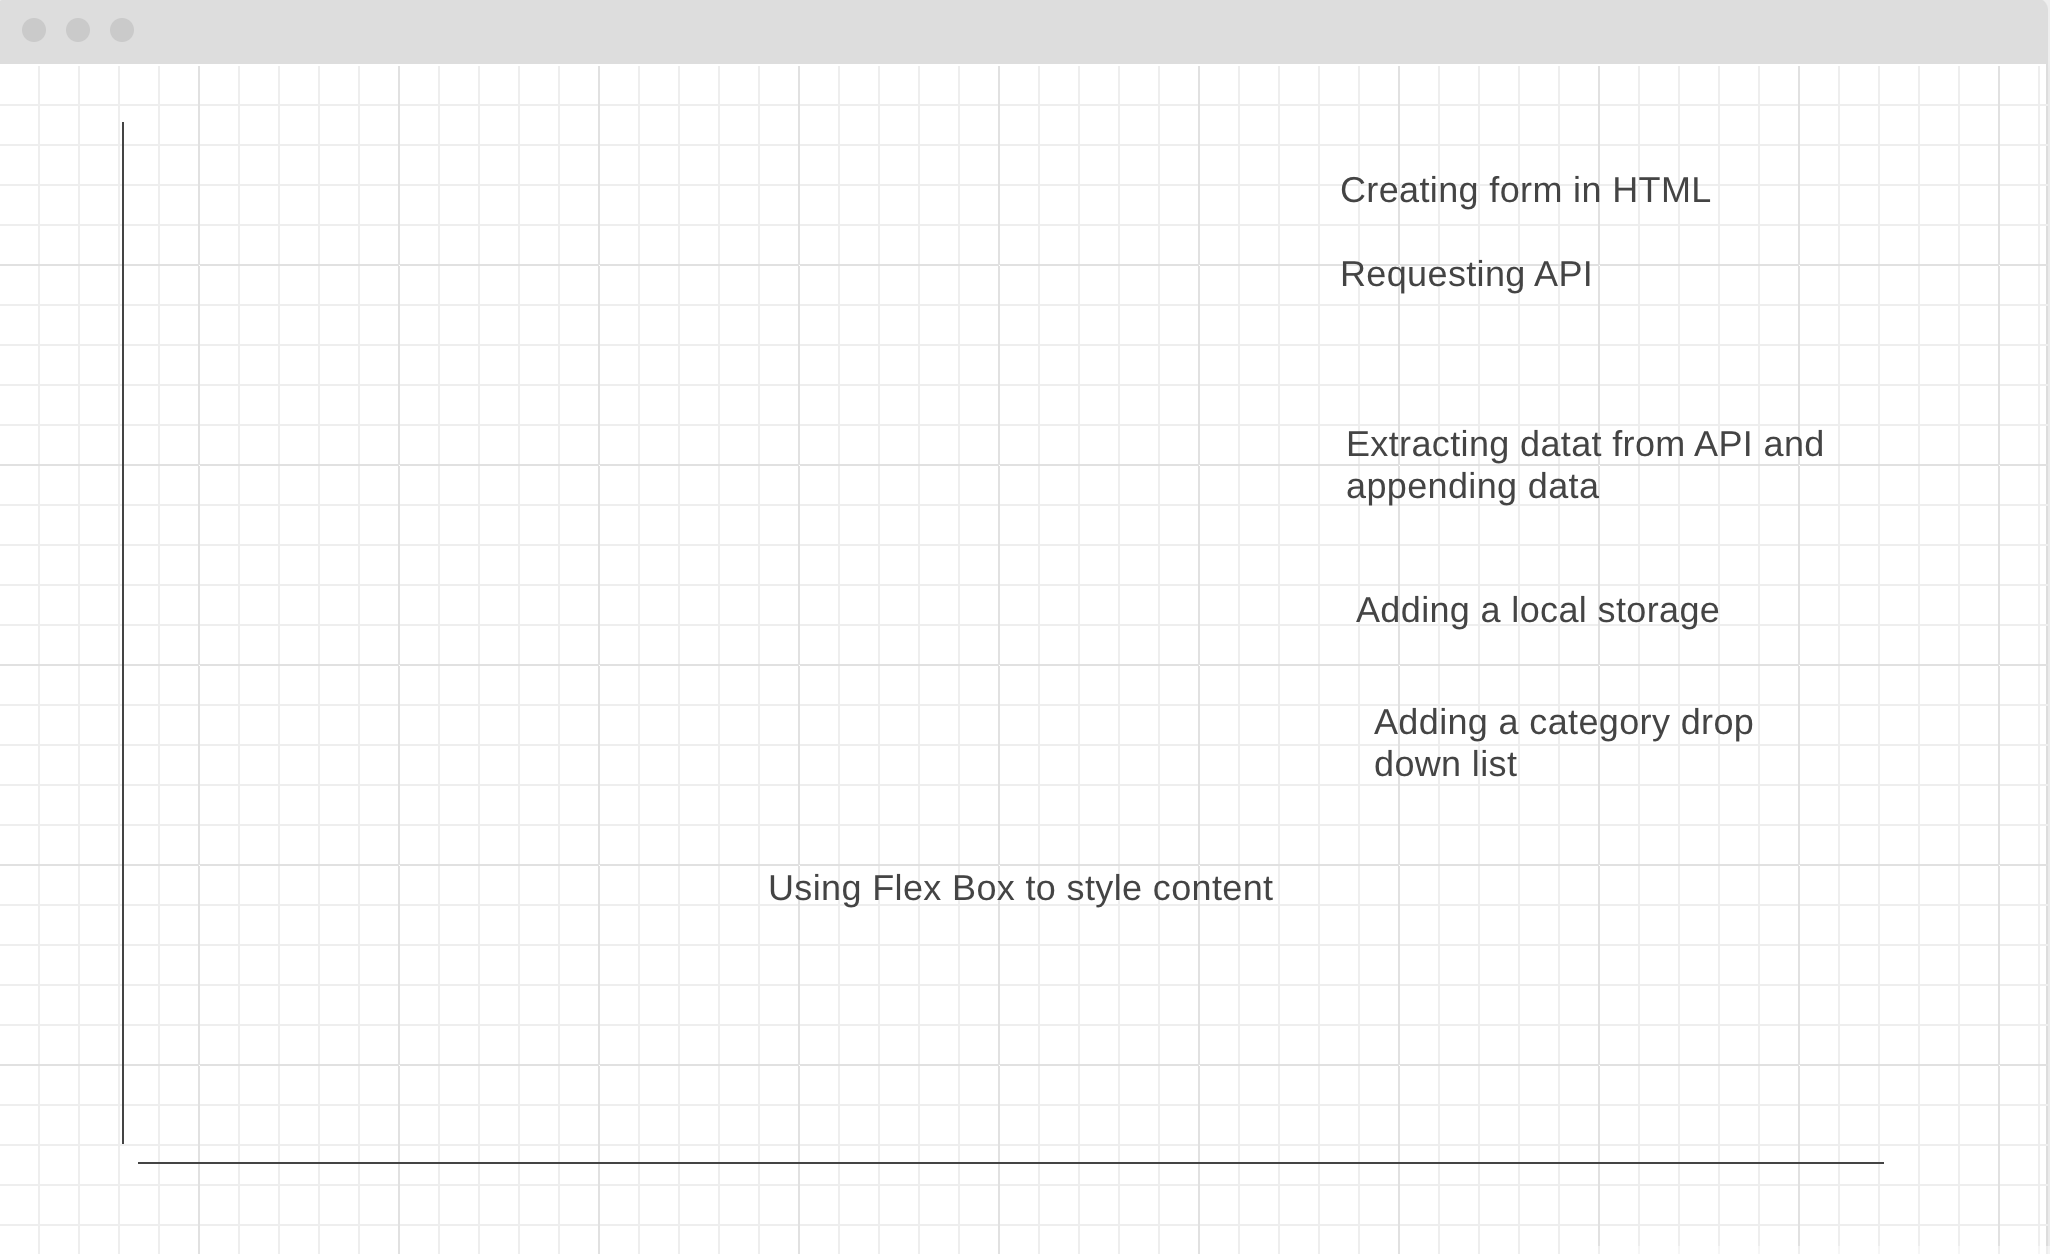 Creating form in HTML
Requesting API
Extracting datat from API and
appending data
Adding a local storage
Adding a category drop
down list
Using Flex Box to style content